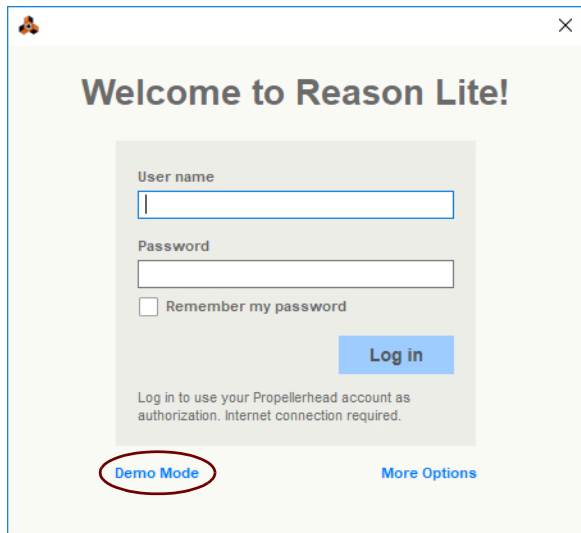 Welcome to Reason Lite!
User name
Password
Remember my password
Log in
Log in to use your Propellerhead account as
authorization. Internet connection required.
Demo Mode
More Options